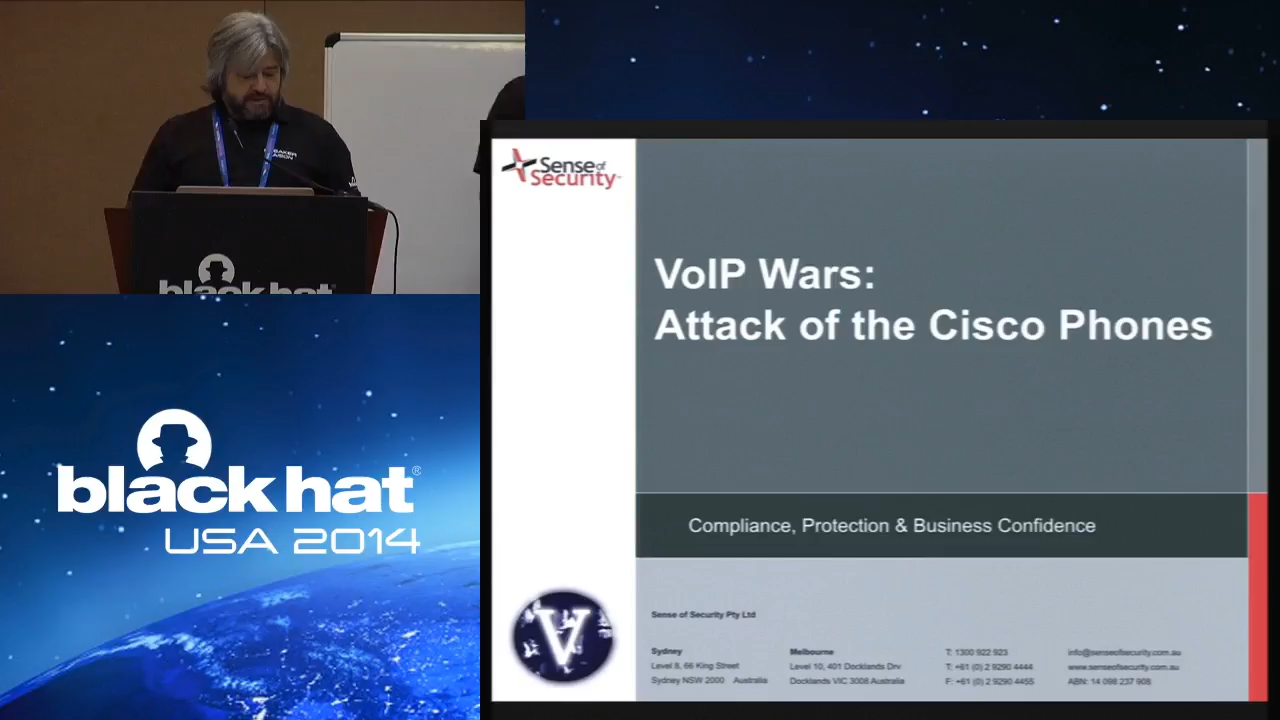 black hat
black hat®
USA 2014
Sense of
Security
VoIP Wars:
Attack of the Cisco Phones
Compliance, Protection & Business Confidence
V
Sense of Security Pty Ltd
Sydney
Level 8, 66 King Street
Sydney NSW 2000 Australia
Melbourne
Level 10, 401 Docklands Drv
Docklands VIC 3008 Australia
T: 1300 922 923
T: +61 (0) 2 9290 4444
F: +61 (0) 2 9290 4455
info@senseofsecurity.com.au
www.senseofsecurity.com.au
ABN: 14 098 237 908